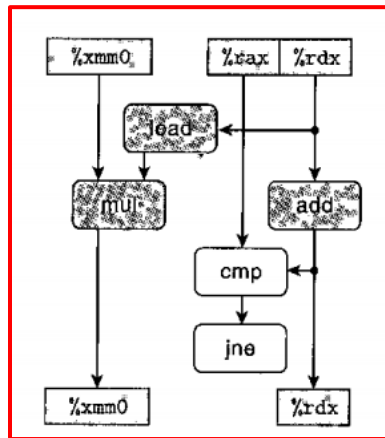 %xmm0 %rax %rdx
load
mul add
cmp
jne
%xmm0 %rdx